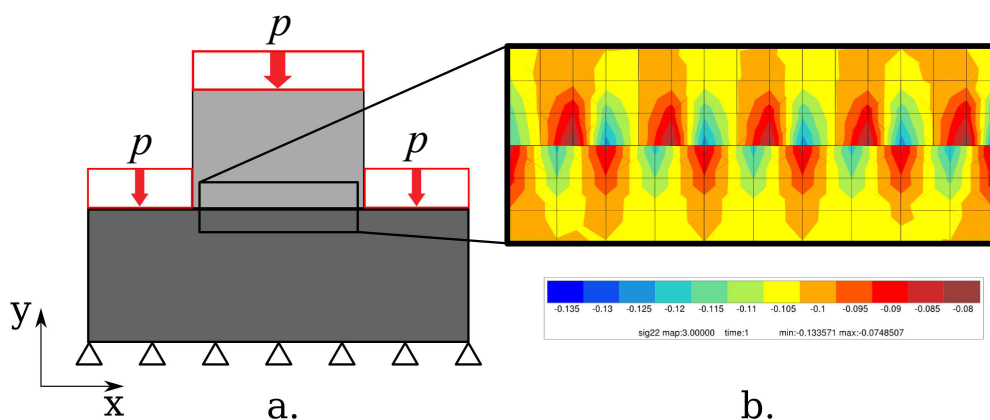 p
p
p
y
x
a.
-0.135 -0.13 -0.125 -0.12 -0.115 -0.11 -0.105 -0.1 -0.095 -0.09 -0.085 -0.08
sig22 map:3.00000 time:1 min:-0.133571 max:-0.0748507
b.